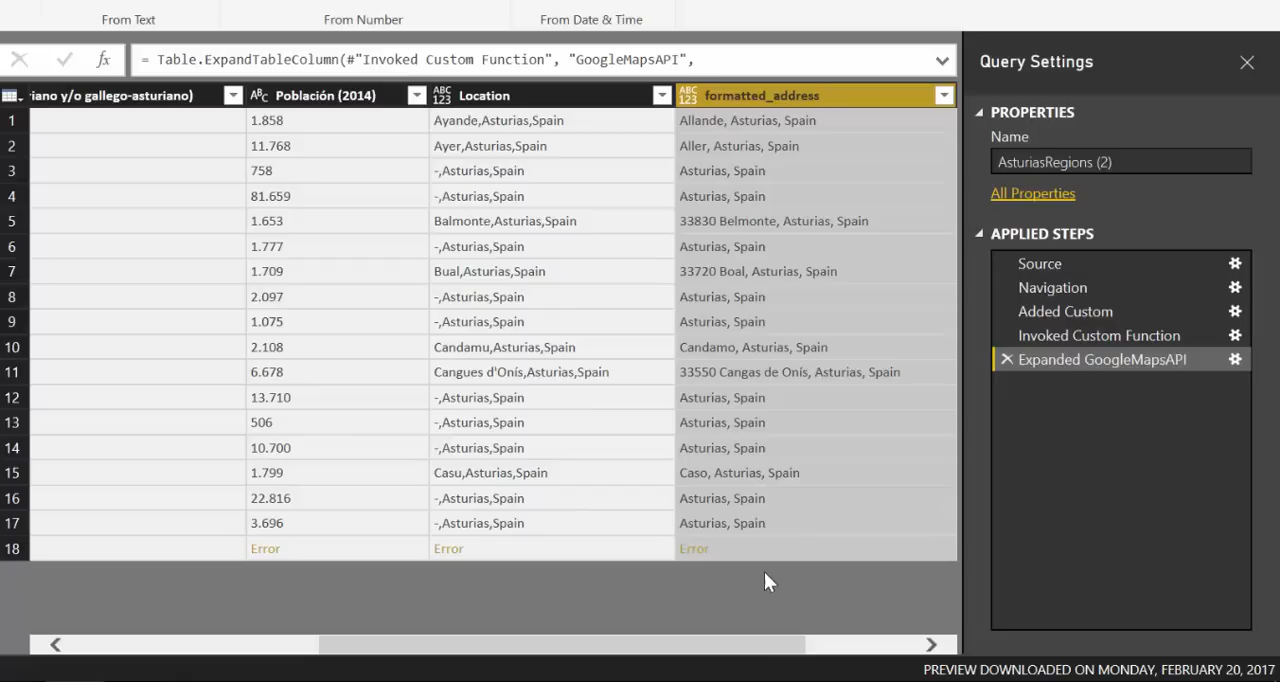 From Text From Number From Date & Time
fx = Table.ExpandTableColumn(#"Invoked Custom Function", "GoogleMapsAPI",
iano y/o gallego-asturiano) ABC Población (2014) ABC 123 Location ABC 123 formatted_address
1 1.858 Ayande,Asturias,Spain Allande, Asturias, Spain
2 11.768 Ayer,Asturias,Spain Aller, Asturias, Spain
3 758 -,Asturias,Spain Asturias, Spain
4 81.659 -,Asturias,Spain Asturias, Spain
5 1.653 Balmonte,Asturias,Spain 33830 Belmonte, Asturias, Spain
6 1.777 -,Asturias,Spain Asturias, Spain
7 1.709 Bual,Asturias,Spain 33720 Boal, Asturias, Spain
8 2.097 -,Asturias,Spain Asturias, Spain
9 1.075 -,Asturias,Spain Asturias, Spain
10 2.108 Candamu,Asturias,Spain Candamo, Asturias, Spain
11 6.678 Cangues d'Onís,Asturias,Spain 33550 Cangas de Onís, Asturias, Spain
12 13.710 -,Asturias,Spain Asturias, Spain
13 506 -,Asturias,Spain Asturias, Spain
14 10.700 -,Asturias,Spain Asturias, Spain
15 1.799 Casu,Asturias,Spain Caso, Asturias, Spain
16 22.816 -,Asturias,Spain Asturias, Spain
17 3.696 -,Asturias,Spain Asturias, Spain
18 Error Error Error
Query Settings
PROPERTIES
Name
AsturiasRegions (2)
All Properties
APPLIED STEPS
Source
Navigation
Added Custom
Invoked Custom Function
Expanded GoogleMapsAPI
PREVIEW DOWNLOADED ON MONDAY, FEBRUARY 20, 2017